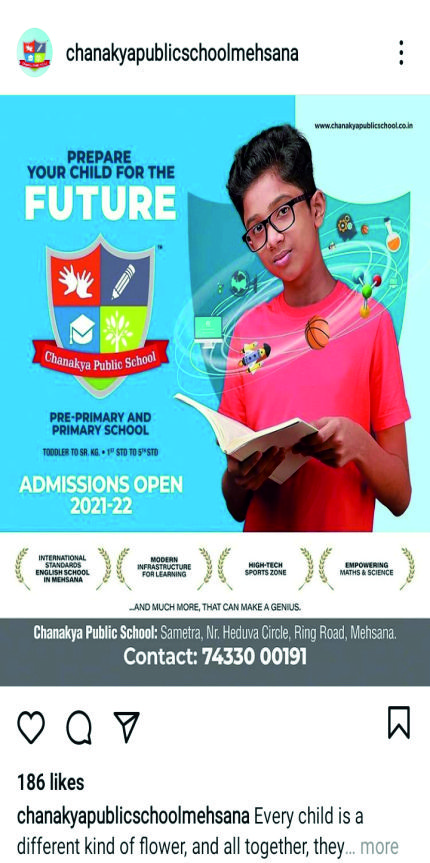 chanakyapublicschoolmehsana
www.chanakyapublicschool.co.in
PREPARE
YOUR CHILD FOR THE
FUTURE
TM
Chanakya Public School
PRE-PRIMARY AND
PRIMARY SCHOOL
TODDLER TO SR. KG. • 1ST STD TO 5TH STD
ADMISSIONS OPEN
2021-22
INTERNATIONAL
STANDARDS
ENGLISH SCHOOL
IN MEHSANA
MODERN
INFRASTRUCTURE
FOR LEARNING
HIGH-TECH
SPORTS ZONE
EMPOWERING
MATHS & SCIENCE
...AND MUCH MORE, THAT CAN MAKE A GENIUS.
Chanakya Public School: Sametra, Nr. Heduva Circle, Ring Road, Mehsana.
Contact: 74330 00191
186 likes
chanakyapublicschoolmehsana Every child is a
different kind of flower, and all together, they... more